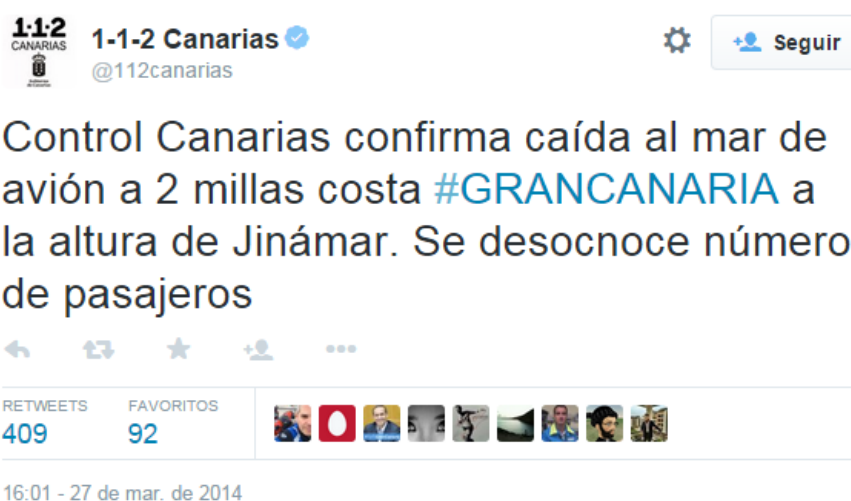 1·1·2
CANARIAS
1-1-2 Canarias
@112canarias
Seguir
Control Canarias confirma caída al mar de
avión a 2 millas costa #GRANCANARIA a
la altura de Jinámar. Se desocnoce número
de pasajeros
RETWEETS FAVORITOS
409 92
16:01 - 27 de mar. de 2014